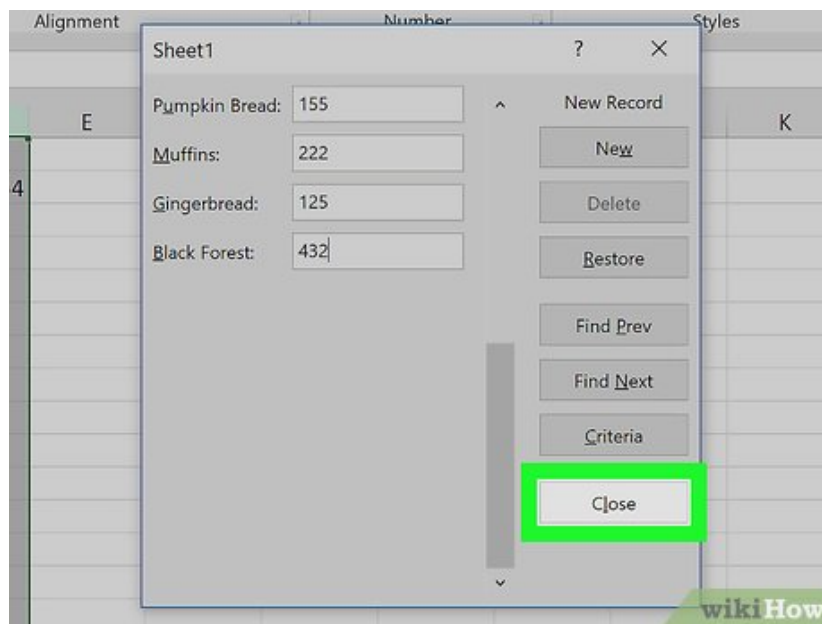 Alignment Number Styles
Sheet1 ? ×
E K
4
Pumpkin Bread: 155
Muffins: 222
Gingerbread: 125
Black Forest: 432
New Record
New
Delete
Restore
Find Prev
Find Next
Criteria
Close
wikiHow